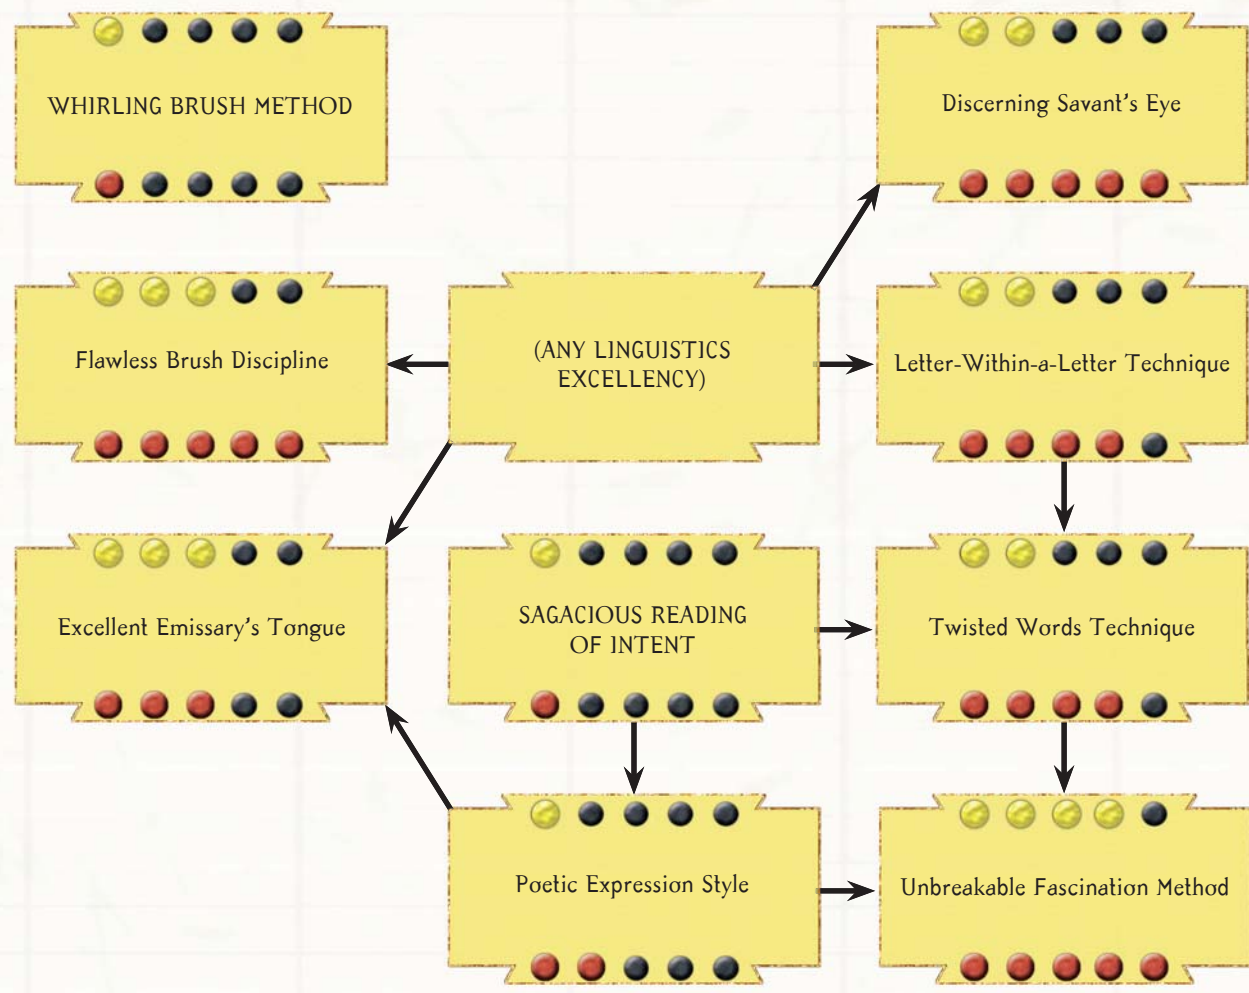 WHIRLING BRUSH METHOD
Discerning Savant's Eye
Flawless Brush Discipline
(ANY LINGUISTICS
EXCELLENCY)
Letter-Within-a-Letter Technique
Excellent Emissary's Tongue
SAGACIOUS READING
OF INTENT
Twisted Words Technique
Poetic Expression Style
Unbreakable Fascination Method